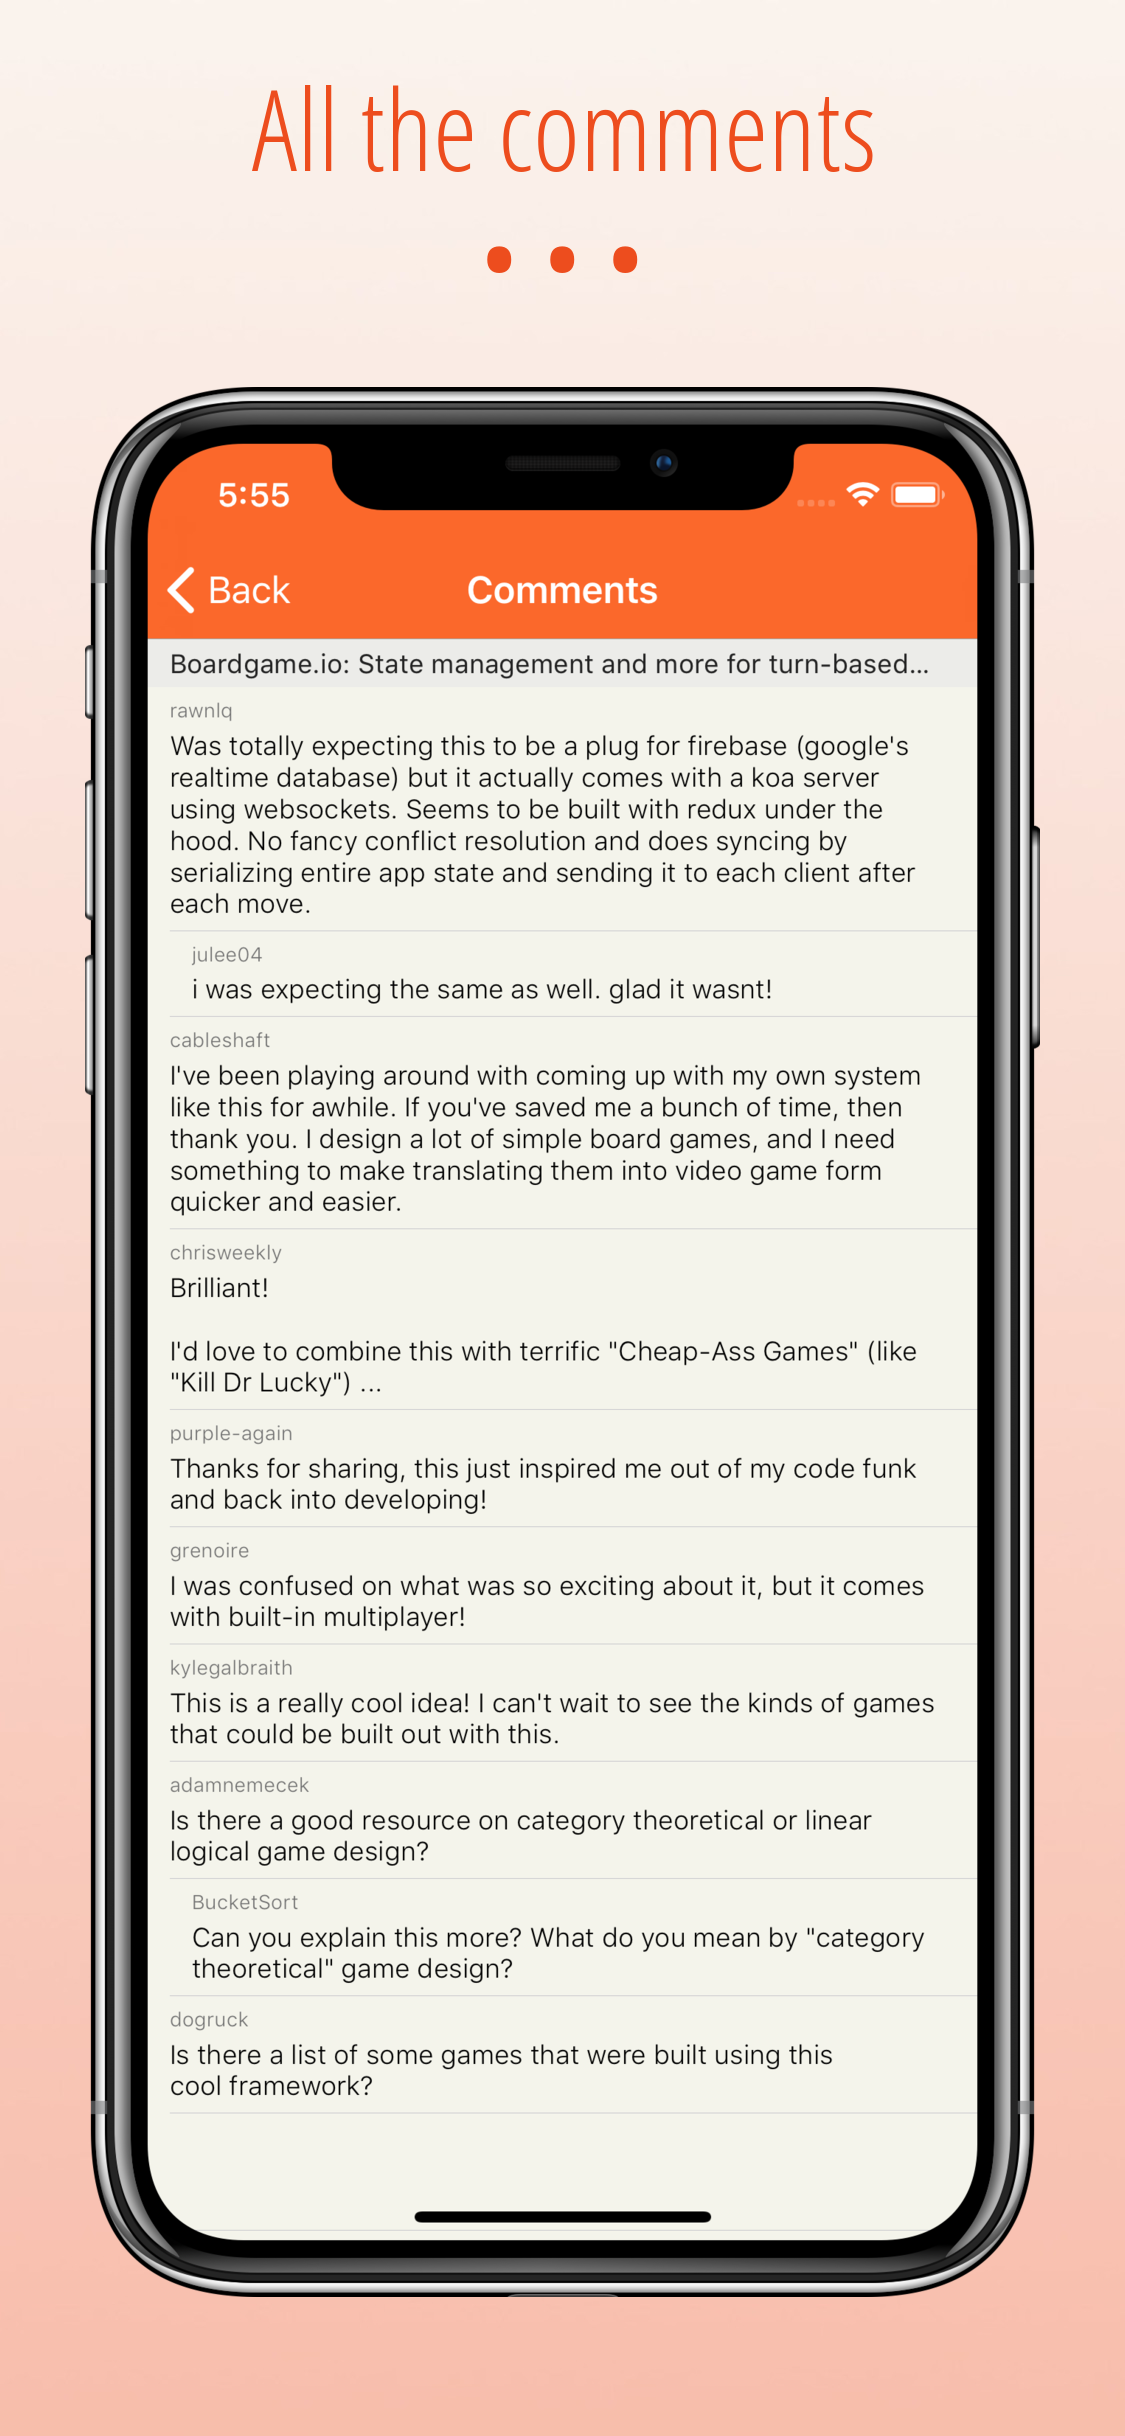 All the comments
...
5:55
Back
Comments
Boardgame.io: State management and more for turn-based...
rawnlq
Was totally expecting this to be a plug for firebase (google's
realtime database) but it actually comes with a koa server
using websockets. Seems to be built with redux under the
hood. No fancy conflict resolution and does syncing by
serializing entire app state and sending it to each client after
each move.
julee04
i was expecting the same as well. glad it wasnt!
cableshaft
I've been playing around with coming up with my own system
like this for awhile. If you've saved me a bunch of time, then
thank you. I design a lot of simple board games, and I need
something to make translating them into video game form
quicker and easier.
chrisweekly
Brilliant!
I'd love to combine this with terrific "Cheap-Ass Games" (like
"Kill Dr Lucky") ...
purple-again
Thanks for sharing, this just inspired me out of my code funk
and back into developing!
grenoire
I was confused on what was so exciting about it, but it comes
with built-in multiplayer!
kylegalbraith
This is a really cool idea! I can't wait to see the kinds of games
that could be built out with this.
adamnemecek
Is there a good resource on category theoretical or linear
logical game design?
BucketSort
Can you explain this more? What do you mean by "category
theoretical" game design?
dogruck
Is there a list of some games that were built using this
cool framework?